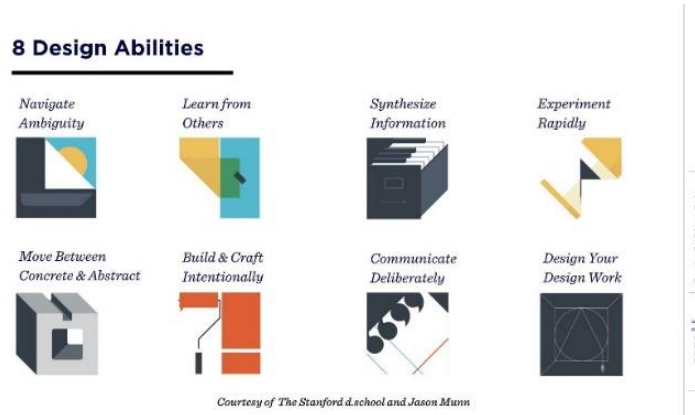 8 Design Abilities
Navigate
Ambiguity
Learn from
Others
Synthesize
Information
Experiment
Rapidly
Move Between
Concrete & Abstract
Build & Craft
Intentionally
Communicate
Deliberately
Design Your
Design Work
Courtesy of The Stanford d.school and Jason Munn